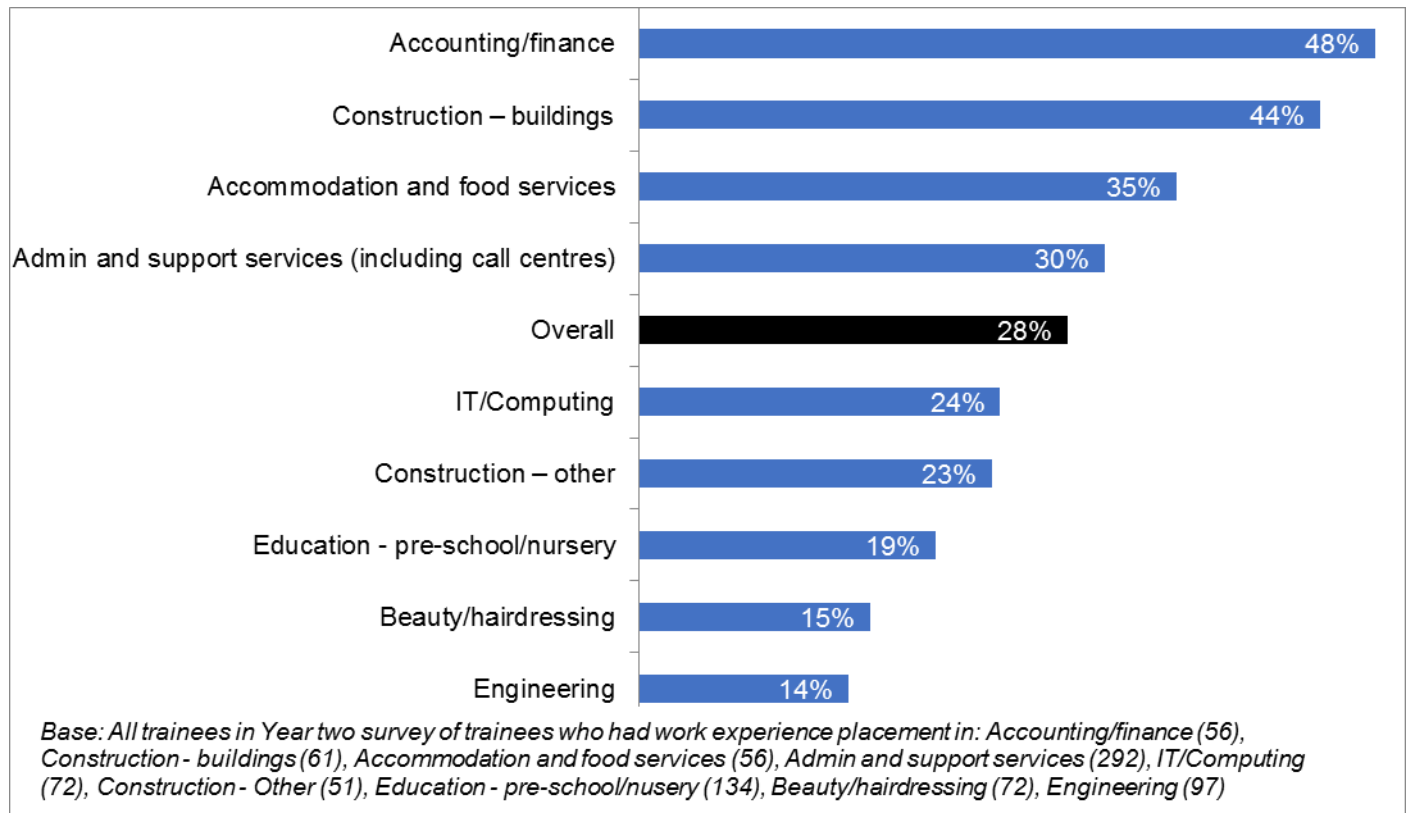 Accounting/finance 48%
Construction – buildings 44%
Accommodation and food services 35%
Admin and support services (including call centres) 30%
Overall 28%
IT/Computing 24%
Construction – other 23%
Education - pre-school/nursery 19%
Beauty/hairdressing 15%
Engineering 14%
Base: All trainees in Year two survey of trainees who had work experience placement in: Accounting/finance (56),
Construction - buildings (61), Accommodation and food services (56), Admin and support services (292), IT/Computing
(72), Construction - Other (51), Education - pre-school/nusery (134), Beauty/hairdressing (72), Engineering (97)